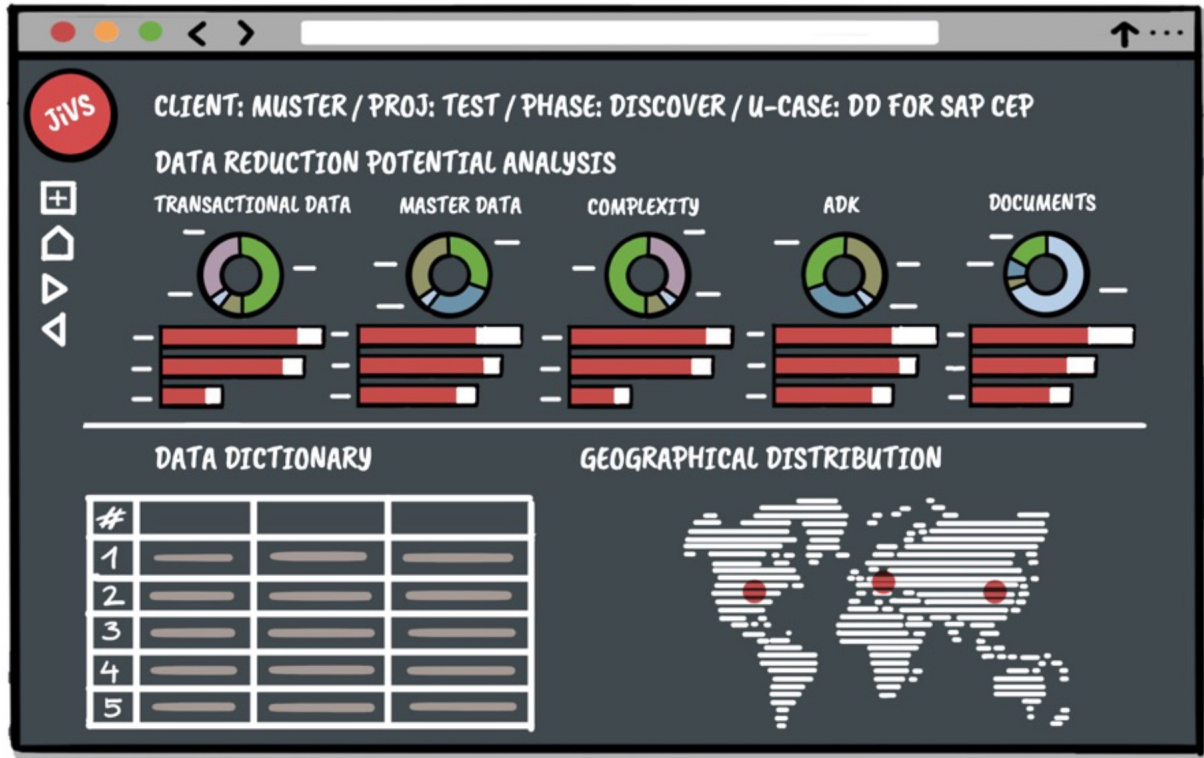 JiVS
CLIENT: MUSTER / PROJ: TEST / PHASE: DISCOVER / U-CASE: DD FOR SAP CEP
DATA REDUCTION POTENTIAL ANALYSIS
TRANSACTIONAL DATA MASTER DATA COMPLEXITY ADK DOCUMENTS
DATA DICTIONARY GEOGRAPHICAL DISTRIBUTION
#
1
2
3
4
5